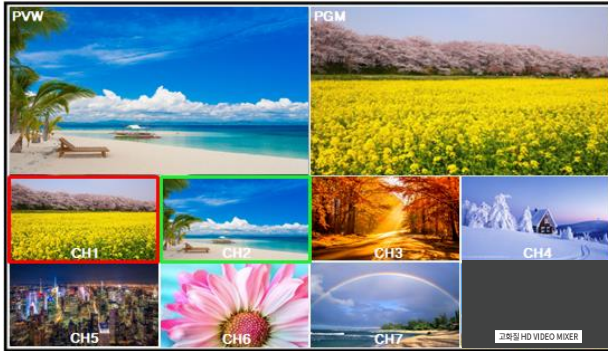 PVW
PGM
CH1
CH2
CH3
CH4
CH5
CH6
CH7
고화질 HD VIDEO MIXER